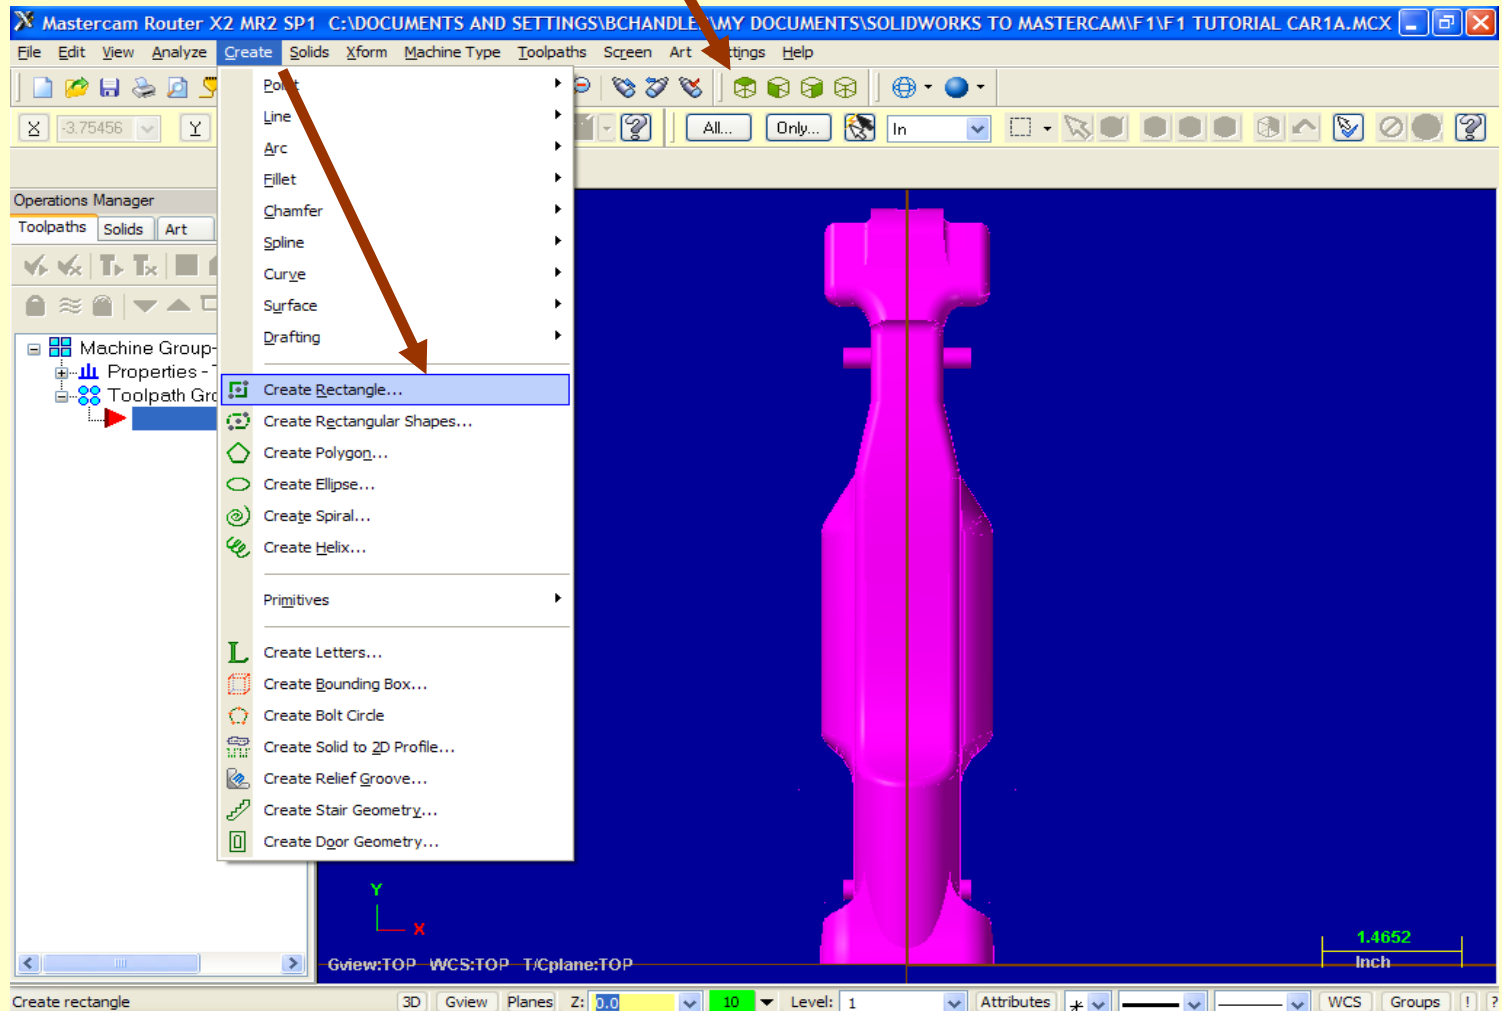 Mastercam Router X2 MR2 SP1 C:\DOCUMENTS AND SETTINGS\BCHANDLE \MY DOCUMENTS\SOLIDWORKS TO MASTERCAM\F1\F1 TUTORIAL CAR1A.MCX
File Edit View Analyze Create Solids Xform Machine Type Toolpaths Screen Art ttings Help
X -3.75456 Y All... Only... In
Operations Manager
Toolpaths Solids Art
Machine Group-
Properties -
Toolpath Gro
Point
Line
Arc
Fillet
Chamfer
Spline
Curve
Surface
Drafting
Create Rectangle...
Create Rectangular Shapes...
Create Polygon...
Create Ellipse...
Create Spiral...
Create Helix...
Primitives
Create Letters...
Create Bounding Box...
Create Bolt Circle
Create Solid to 2D Profile...
Create Relief Groove...
Create Stair Geometry...
Create Door Geometry...
Y
X
1.4652
Inch
Gview:TOP WCS:TOP T/Cplane:TOP
Create rectangle 3D Gview Planes Z: 0.0 10 Level: 1 Attributes WCS Groups ! ?